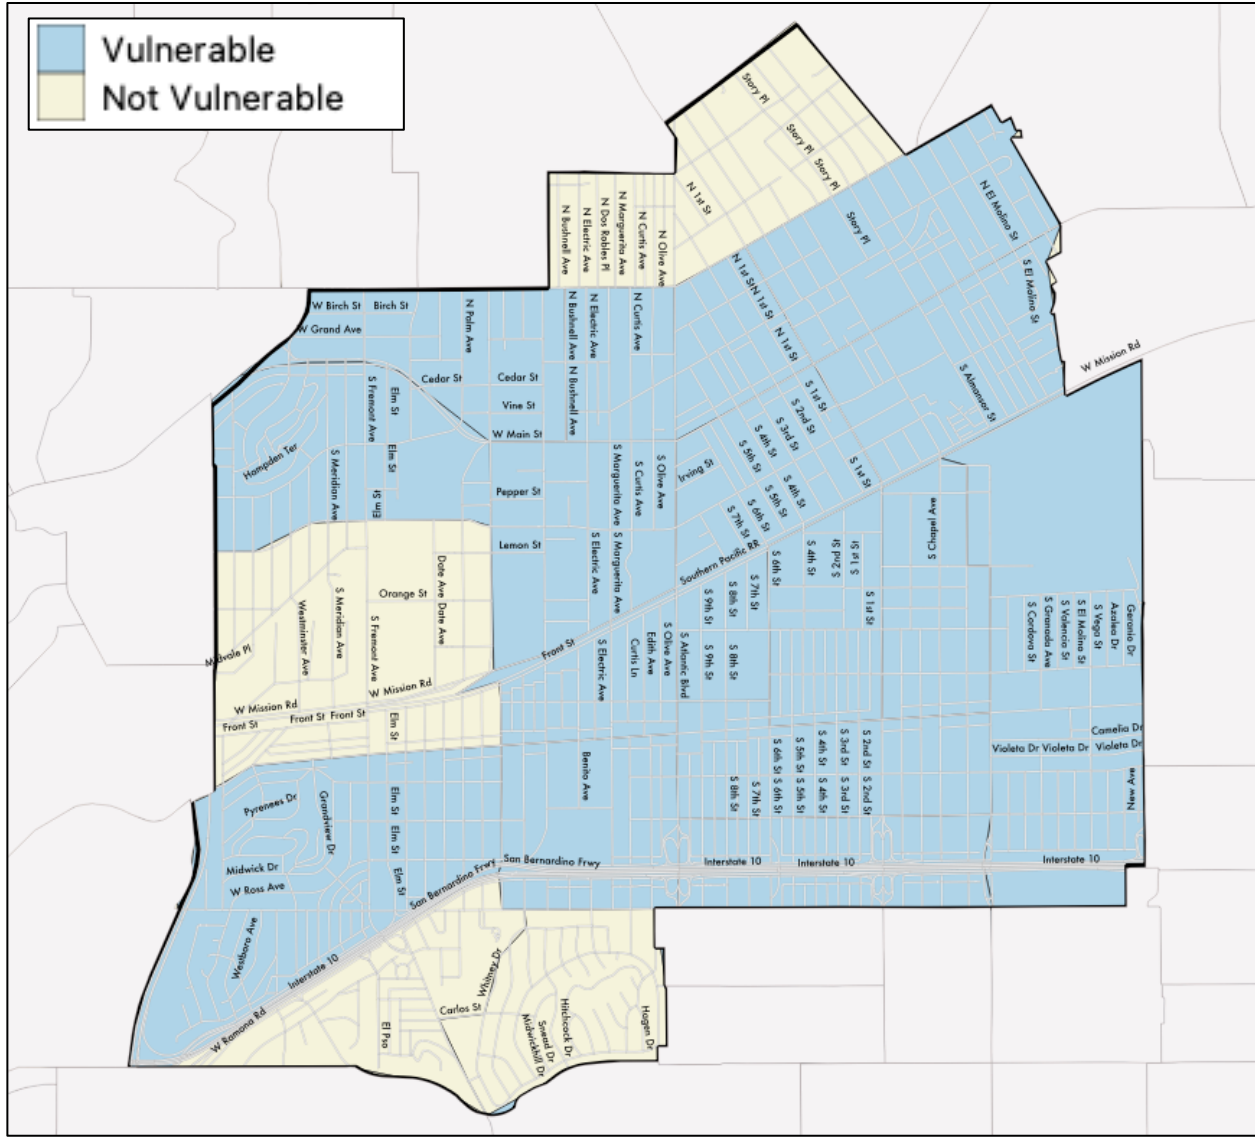 Vulnerable
Not Vulnerable
Story Pl
Story Pl
Story Pl
Story Pl
N 1st St
N Bushnell Ave
N Electric Ave
N Dos Robles Pl
N Marguerita Ave
N Curtis Ave
N Olive Ave
N El Molino St
S El Molino St
N 1st St
N 1st St
N 1st St
W Birch St
Birch St
W Grand Ave
N Palm Ave
N Bushnell Ave
N Electric Ave
N Curtis Ave
W Mission Rd
Cedar St
Cedar St
N Bushnell Ave
S Fremont Ave
Elm St
S 1st St
S Almansor St
Vine St
S 2nd St
S 3rd St
S 4th St
S 5th St
W Main St
Hampden Ter
S Meridian Ave
Elm St
S Marguerita Ave
S Curtis Ave
S Olive Ave
Irving St
S 1st St
Pepper St
Elm St
S 4th St
S 5th St
S 6th St
S 7th St
S Chapel Ave
Lemon St
S Electric Ave
S Marguerita Ave
Southern Pacific RR
S 6th St
S 4th St
S 2nd St
S 1st St
Date Ave
Date Ave
Orange St
S Meridian Ave
Westminster Ave
S Fremont Ave
S 9th St
S 8th St
S 7th St
S 1st St
S Cordova St
S Granada Ave
S Valencia St
S El Molino St
S Vega St
Azalea Dr
Geranio Dr
Midvale Pl
Front St
S Electric Ave
Curtis Ln
Edith Ave
S Olive Ave
S Atlantic Blvd
S 9th St
S 8th St
W Mission Rd
W Mission Rd
Front St
Front St
Front St
Elm St
Camelia Dr
Violeta Dr
Violeta Dr
Violeta Dr
Benito Ave
S 6th St
S 5th St
S 4th St
S 3rd St
S 2nd St
S 8th St
S 7th St
S 6th St
S 5th St
S 4th St
S 3rd St
S 2nd St
New Ave
Pyrenees Dr
Grandview Dr
Elm St
Elm St
Elm St
Midwick Dr
W Ross Ave
San Bernardino Frwy
San Bernardino Frwy
Interstate 10
Interstate 10
Interstate 10
Westboro Ave
Interstate 10
W Ramona Rd
Whitney Dr
Carlos St
El Pso
Snead Dr
Midwickhill Dr
Hitchcock Dr
Hagen Dr